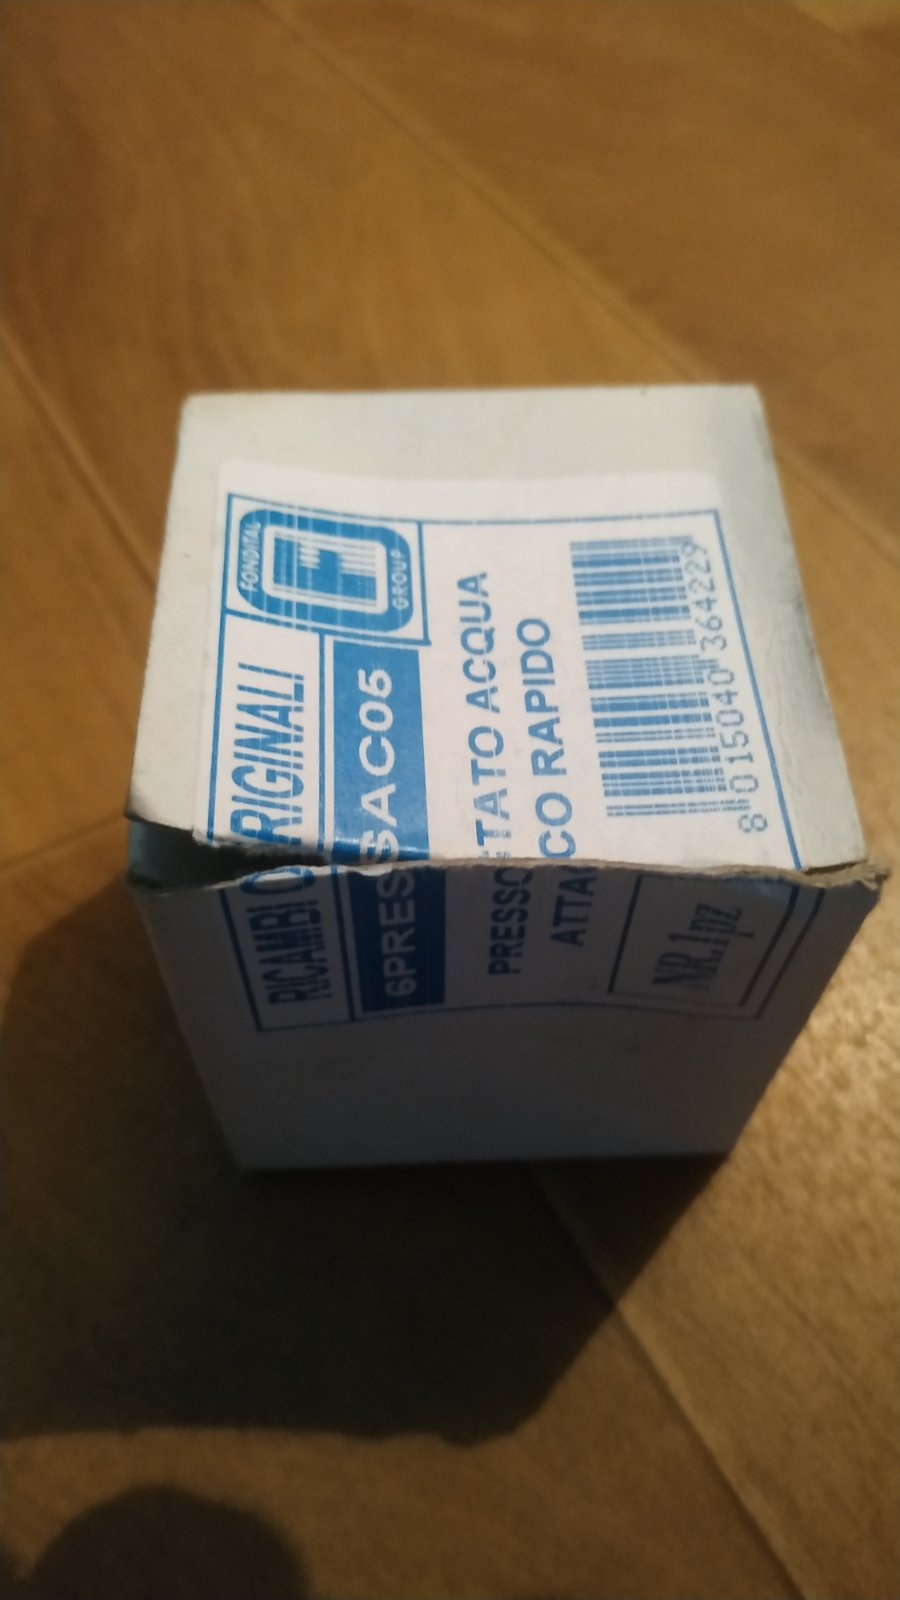 RICAMBI ORIGINALI
FONDITAL
GROUP
6PRESSAC05
PRESSOSTATO ACQUA
ATTACCO RAPIDO
NR.1pz
8 015040 364229